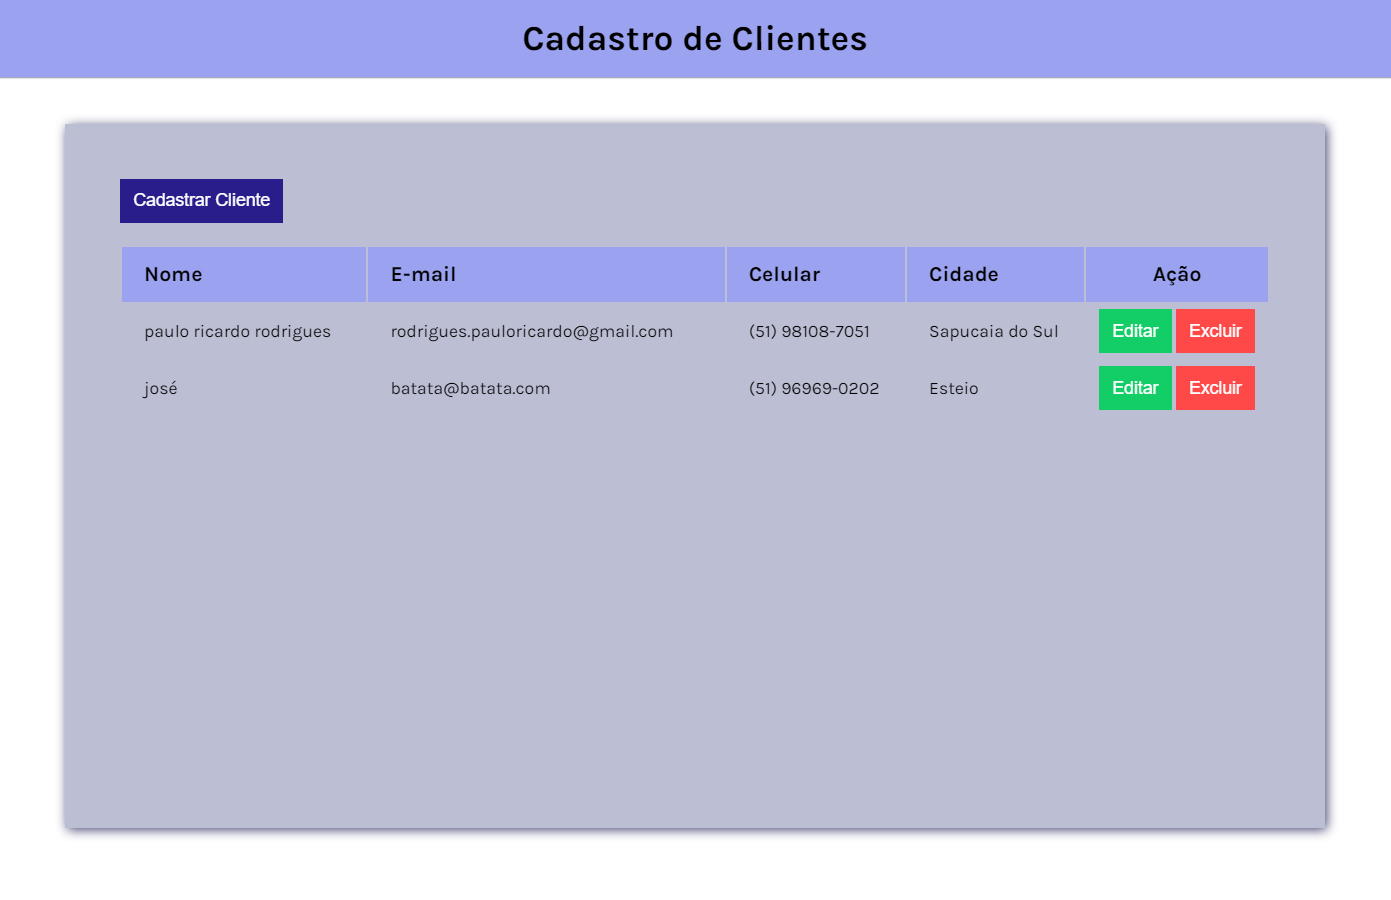 Cadastro de Clientes
Cadastrar Cliente
Nome E-mail Celular Cidade Ação
paulo ricardo rodrigues rodrigues.pauloricardo@gmail.com (51) 98108-7051 Sapucaia do Sul Editar Excluir
josé batata@batata.com (51) 96969-0202 Esteio Editar Excluir